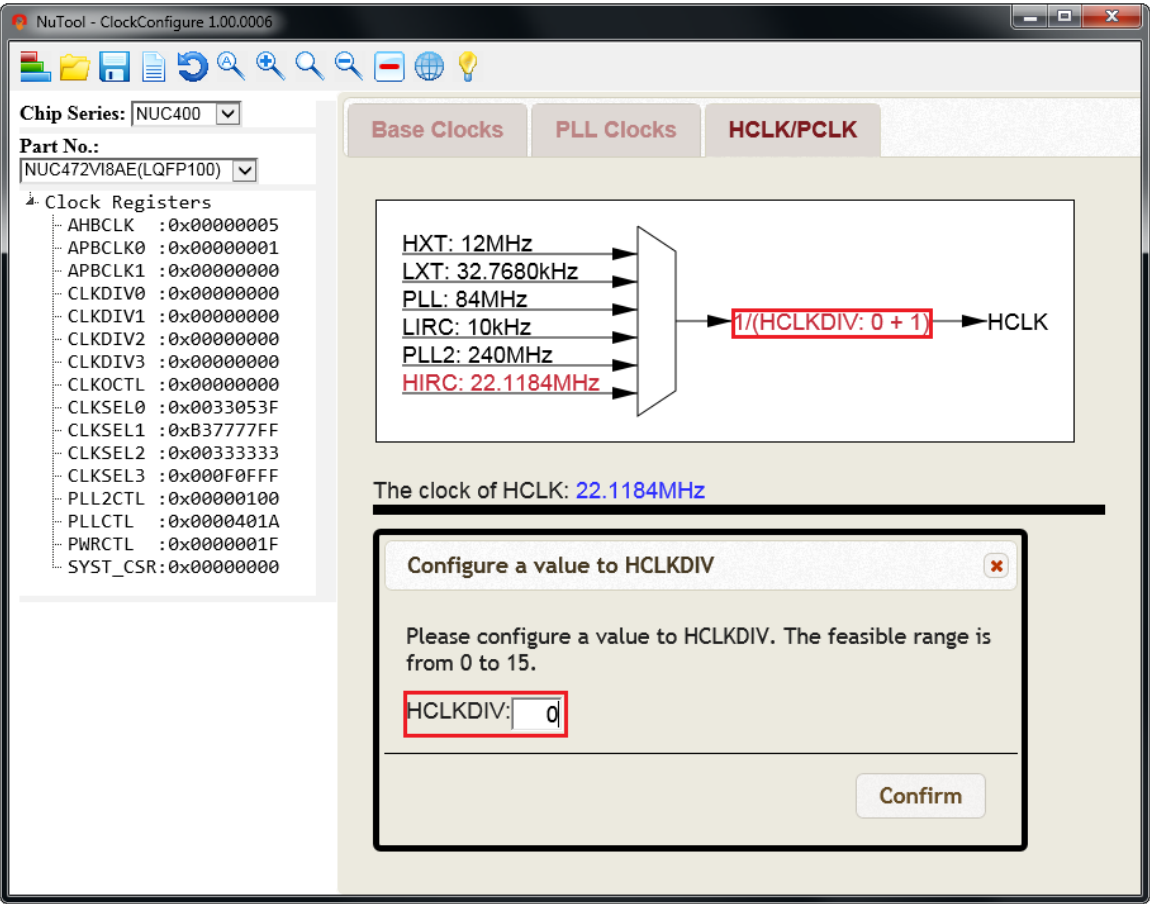 NuTool - ClockConfigure 1.00.0006
Chip Series: NUC400
Part No.:
NUC472VI8AE(LQFP100)
Clock Registers
AHBCLK :0x00000005
APBCLK0 :0x00000001
APBCLK1 :0x00000000
CLKDIV0 :0x00000000
CLKDIV1 :0x00000000
CLKDIV2 :0x00000000
CLKDIV3 :0x00000000
CLKOCTL :0x00000000
CLKSEL0 :0x0033053F
CLKSEL1 :0xB37777FF
CLKSEL2 :0x00333333
CLKSEL3 :0x000F0FFF
PLL2CTL :0x00000100
PLLCTL :0x0000401A
PWRCTL :0x0000001F
SYST_CSR:0x00000000
Base Clocks PLL Clocks HCLK/PCLK
HXT: 12MHz
LXT: 32.7680kHz
PLL: 84MHz
LIRC: 10kHz
PLL2: 240MHz
HIRC: 22.1184MHz
1/(HCLKDIV: 0 + 1) HCLK
The clock of HCLK: 22.1184MHz
Configure a value to HCLKDIV
Please configure a value to HCLKDIV. The feasible range is
from 0 to 15.
HCLKDIV: 0
Confirm